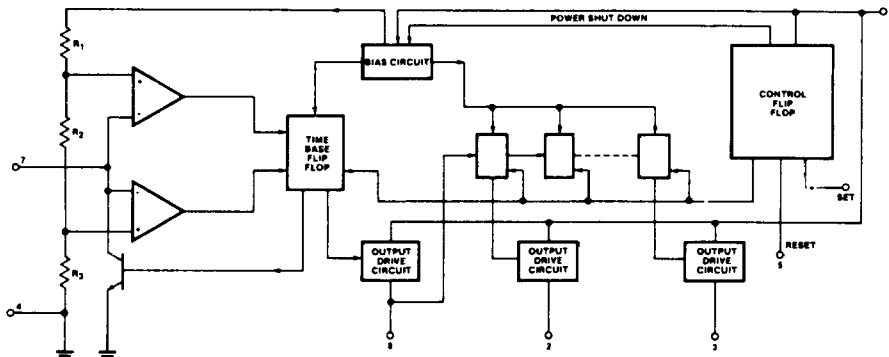 POWER SHUT DOWN
R1
BIAS CIRCUIT
+
-
CONTROL
FLIP
FLOP
R2
TIME
BASE
FLIP
FLOP
7
-
+
SET
OUTPUT
DRIVE
CIRCUIT
OUTPUT
DRIVE
CIRCUIT
OUTPUT
DRIVE
CIRCUIT
RESET
5
R3
4
8
2
3